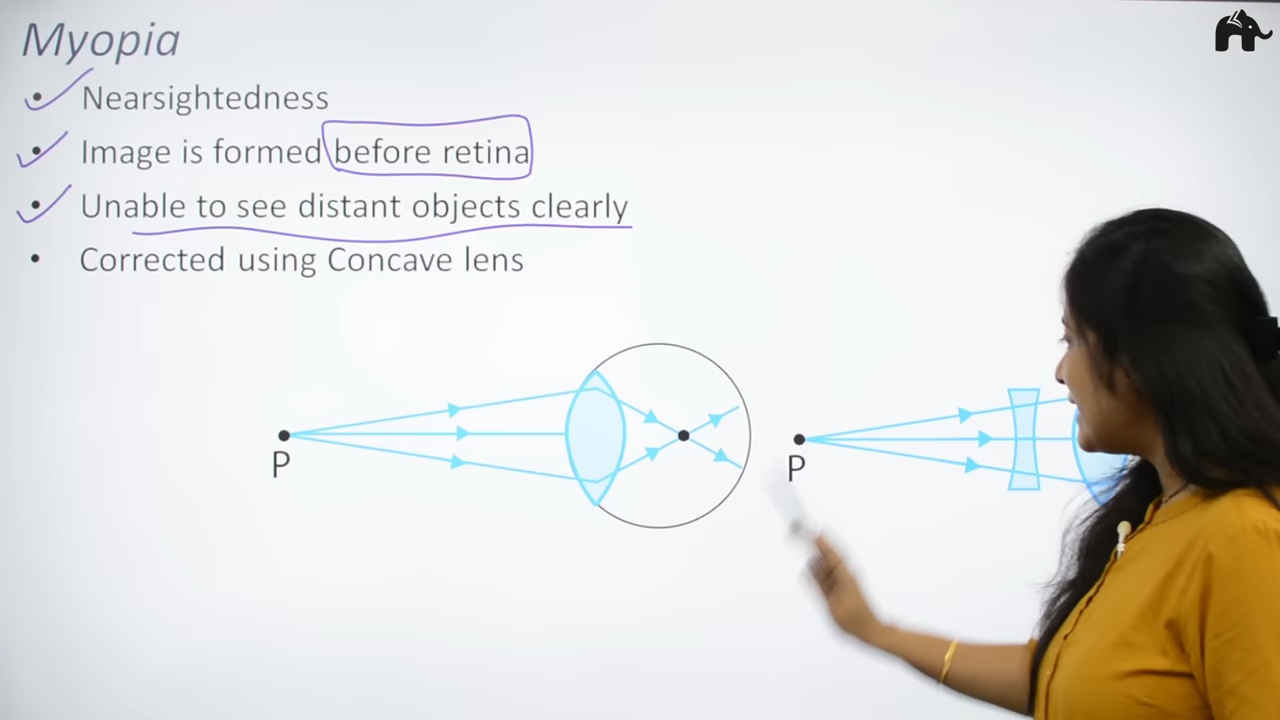 Myopia
• Nearsightedness
• Image is formed before retina
• Unable to see distant objects clearly
• Corrected using Concave lens
P
P